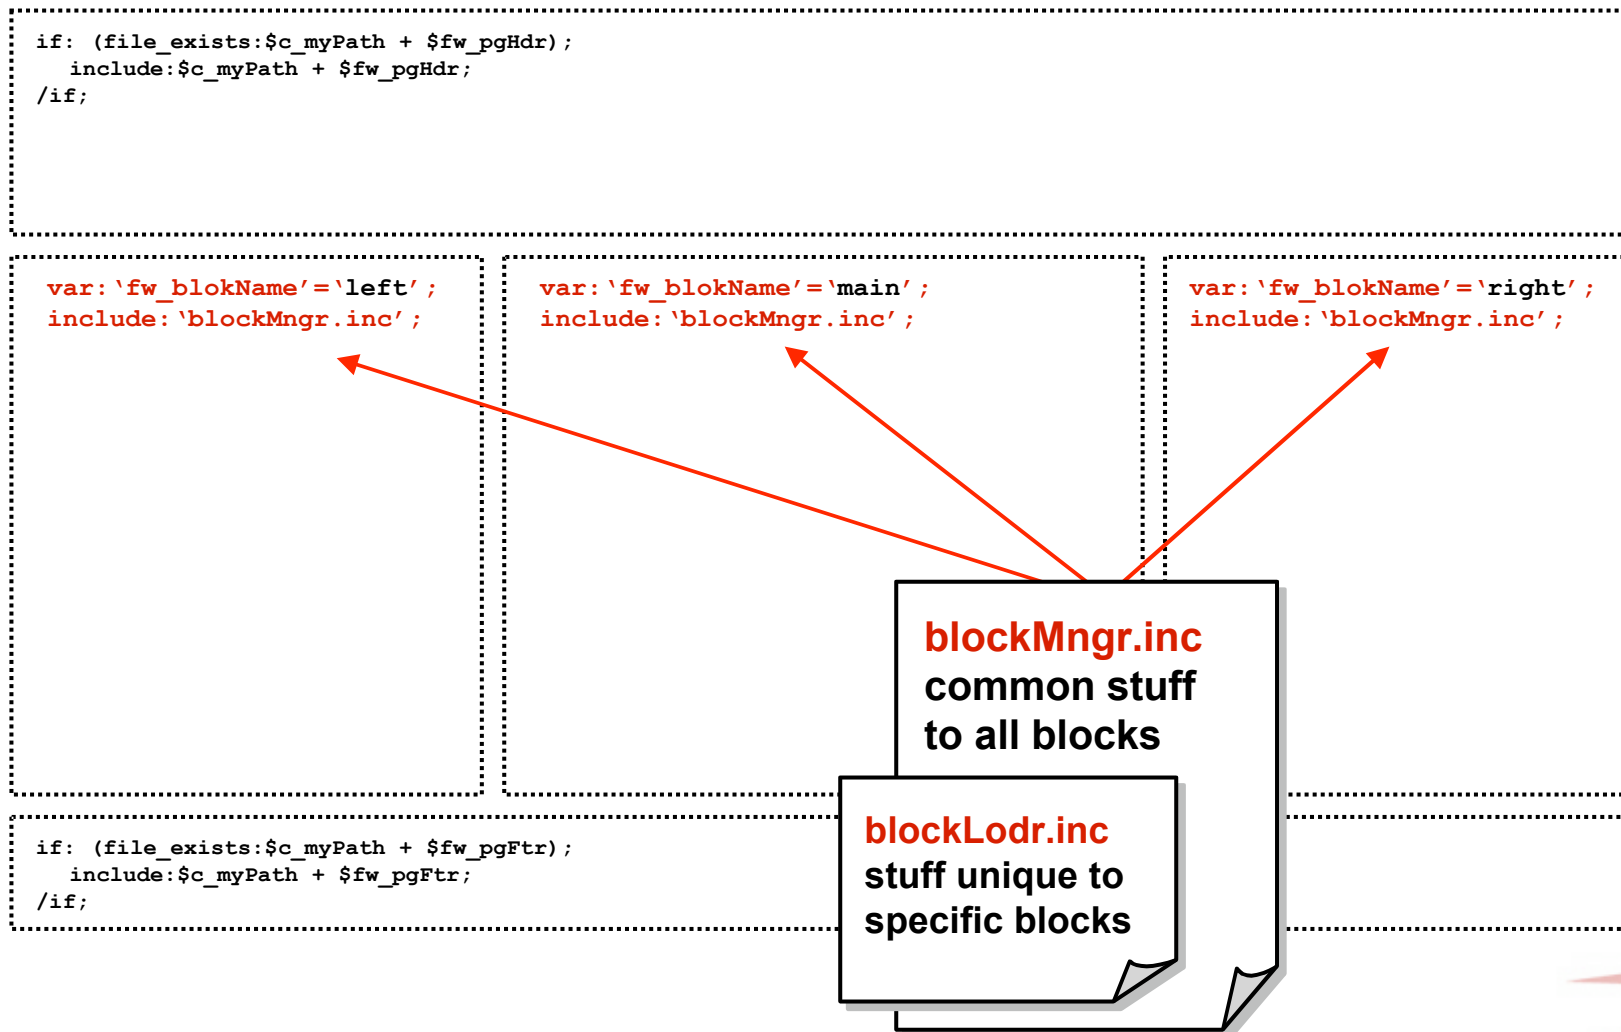 if: (file_exists:$c_myPath + $fw_pgHdr);
include:$c_myPath + $fw_pgHdr;
/if;
var:‘fw_blokName’=‘left’;
include:‘blockMngr.inc’;
var:‘fw_blokName’=‘main’;
include:‘blockMngr.inc’;
var:‘fw_blokName’=‘right’;
include:‘blockMngr.inc’;
blockMngr.inc
common stuff
to all blocks
blockLodr.inc
stuff unique to
specific blocks
if: (file_exists:$c_myPath + $fw_pgFtr);
include:$c_myPath + $fw_pgFtr;
/if;